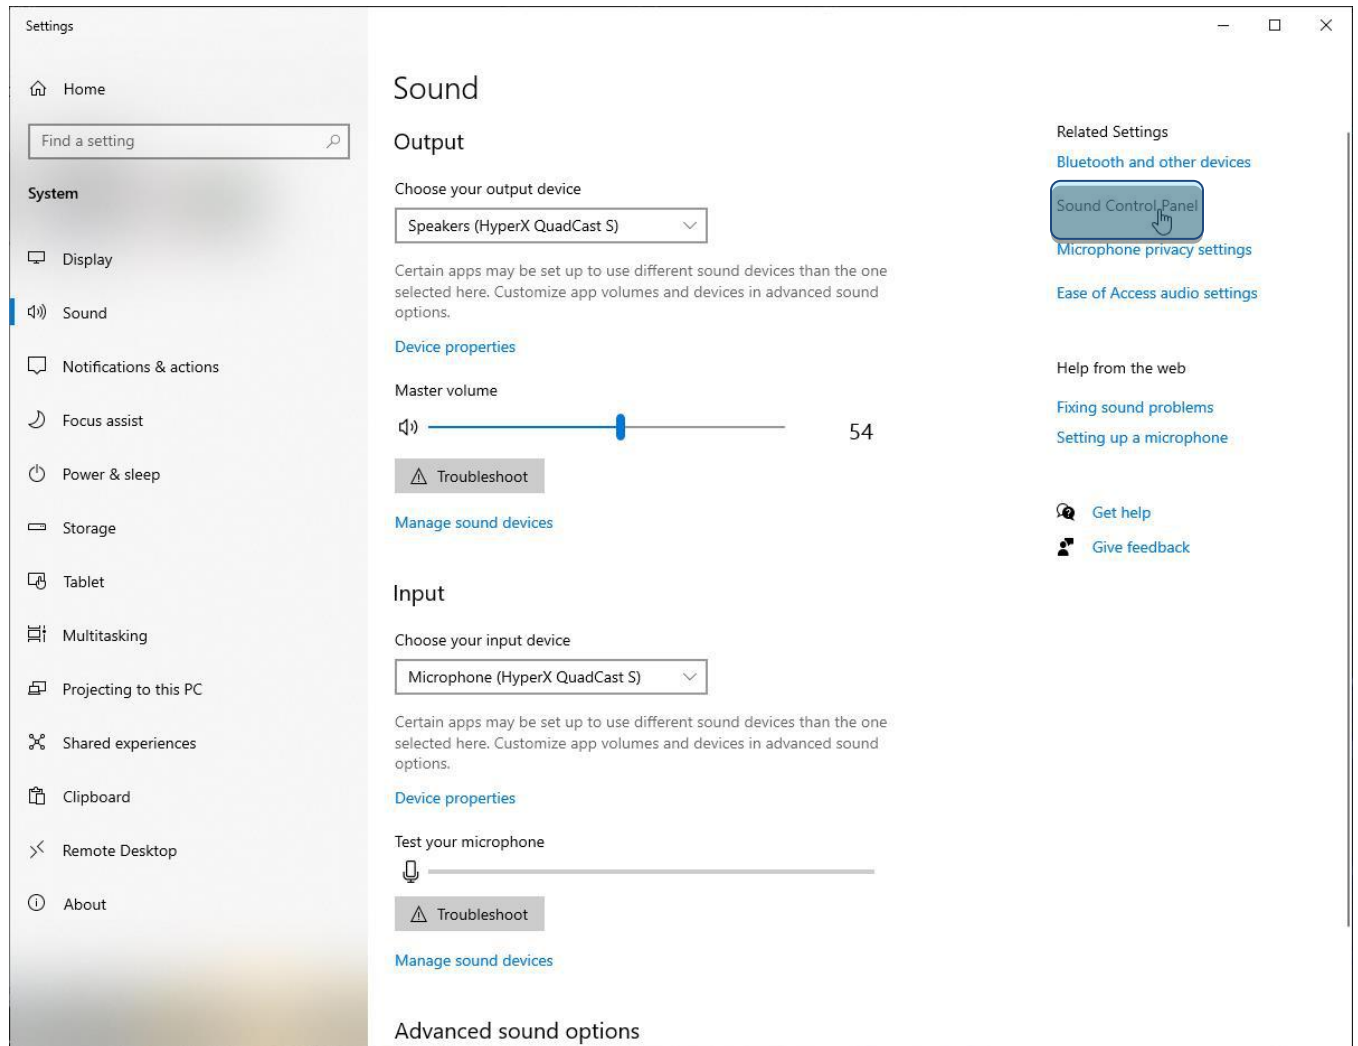 Settings
Home
Find a setting
System
Display
Sound
Notifications & actions
Focus assist
Power & sleep
Storage
Tablet
Multitasking
Projecting to this PC
Shared experiences
Clipboard
Remote Desktop
About
Sound
Output
Choose your output device
Speakers (HyperX QuadCast S)
Certain apps may be set up to use different sound devices than the one
selected here. Customize app volumes and devices in advanced sound
options.
Device properties
Master volume
54
Troubleshoot
Manage sound devices
Input
Choose your input device
Microphone (HyperX QuadCast S)
Certain apps may be set up to use different sound devices than the one
selected here. Customize app volumes and devices in advanced sound
options.
Device properties
Test your microphone
Troubleshoot
Manage sound devices
Advanced sound options
Related Settings
Bluetooth and other devices
Sound Control Panel
Microphone privacy settings
Ease of Access audio settings
Help from the web
Fixing sound problems
Setting up a microphone
Get help
Give feedback